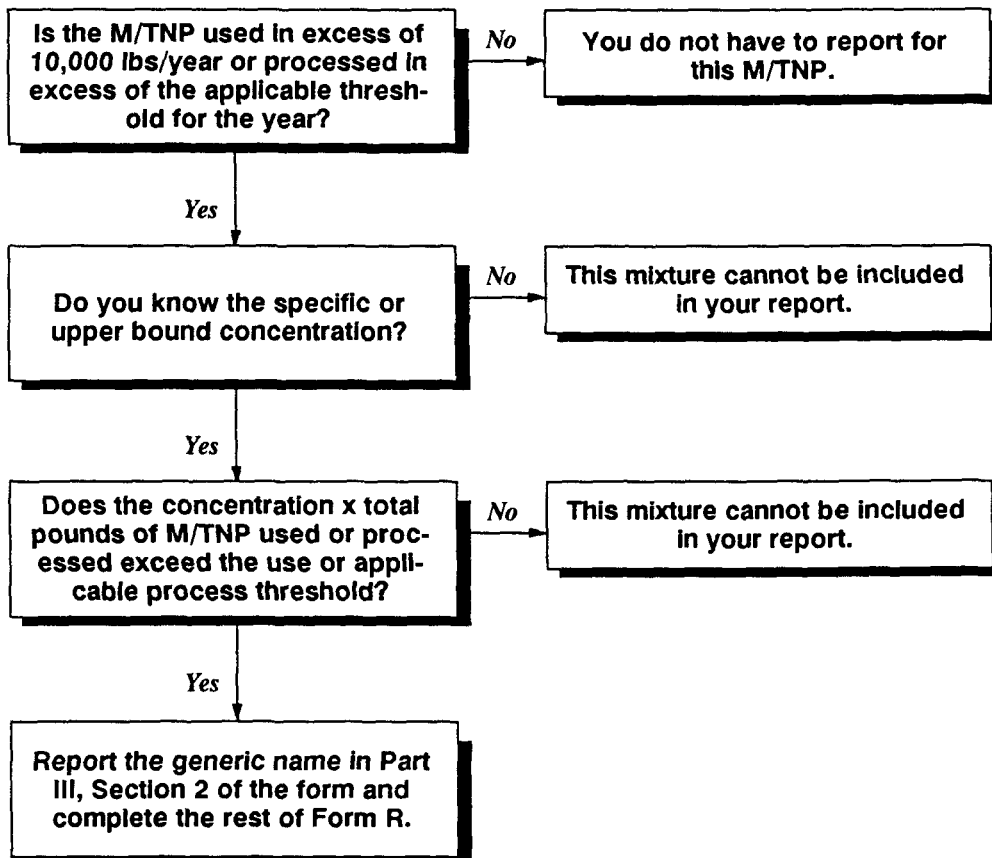 Is the M/TNP used in excess of
10,000 lbs/year or processed in
excess of the applicable thresh-
old for the year?
No
You do not have to report for
this M/TNP.
Yes
Do you know the specific or
upper bound concentration?
No
This mixture cannot be included
in your report.
Yes
Does the concentration x total
pounds of M/TNP used or proc-
essed exceed the use or appli-
cable process threshold?
No
This mixture cannot be included
in your report.
Yes
Report the generic name in Part
III, Section 2 of the form and
complete the rest of Form R.